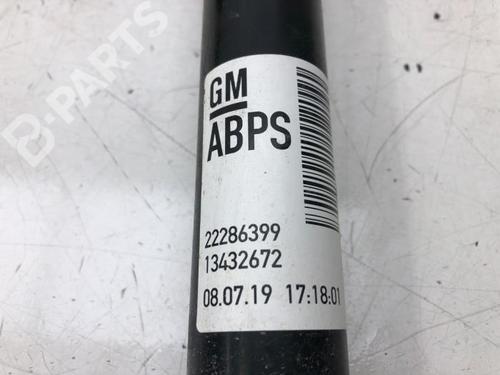 B-PARTS
GM
ABPS
22286399
13432672
08.07.19 17:18:01